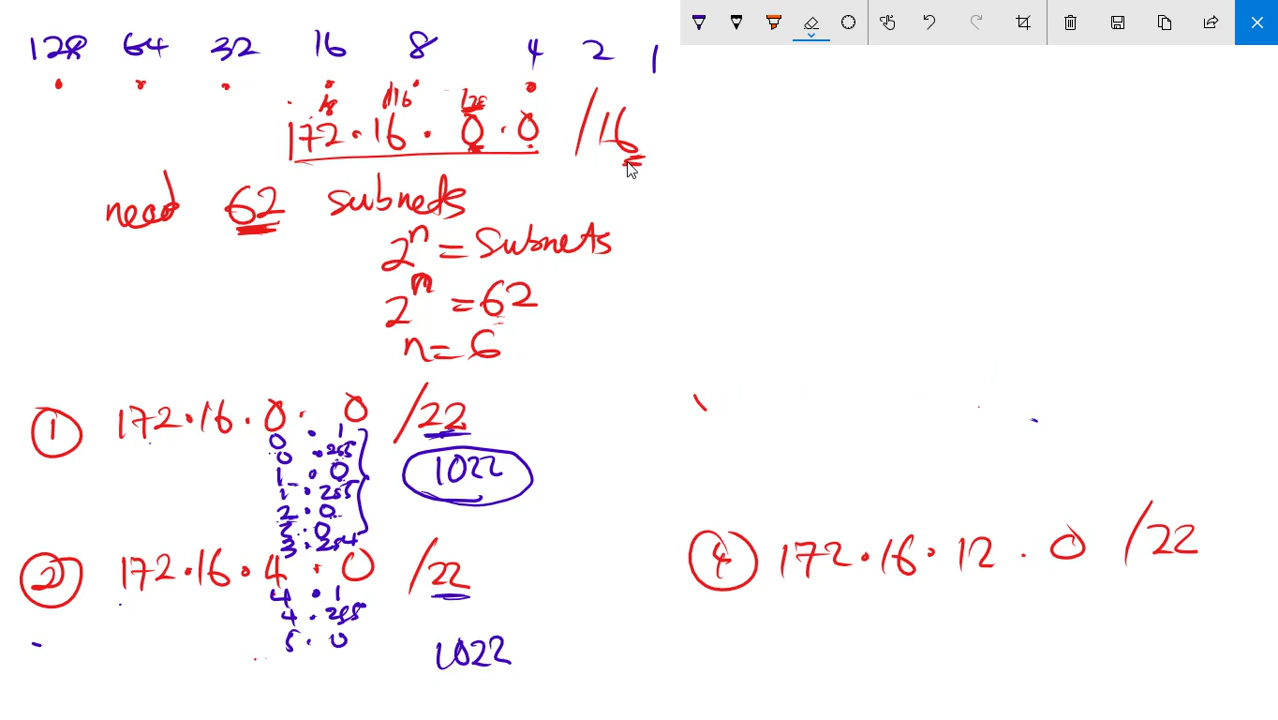 128 64 32 16 8 4 2 1
128
172.16.0.0 /16
need 62 subnets
2^n = Subnets
2^n = 62
n = 6
① 172.16.0.0 /22
0.1
0.255
1.0
1.255
2.0
3.0
3.254
1022
② 172.16.4.0 /22
4.1
4.255
5.0
1022
④ 172.16.12.0 /22